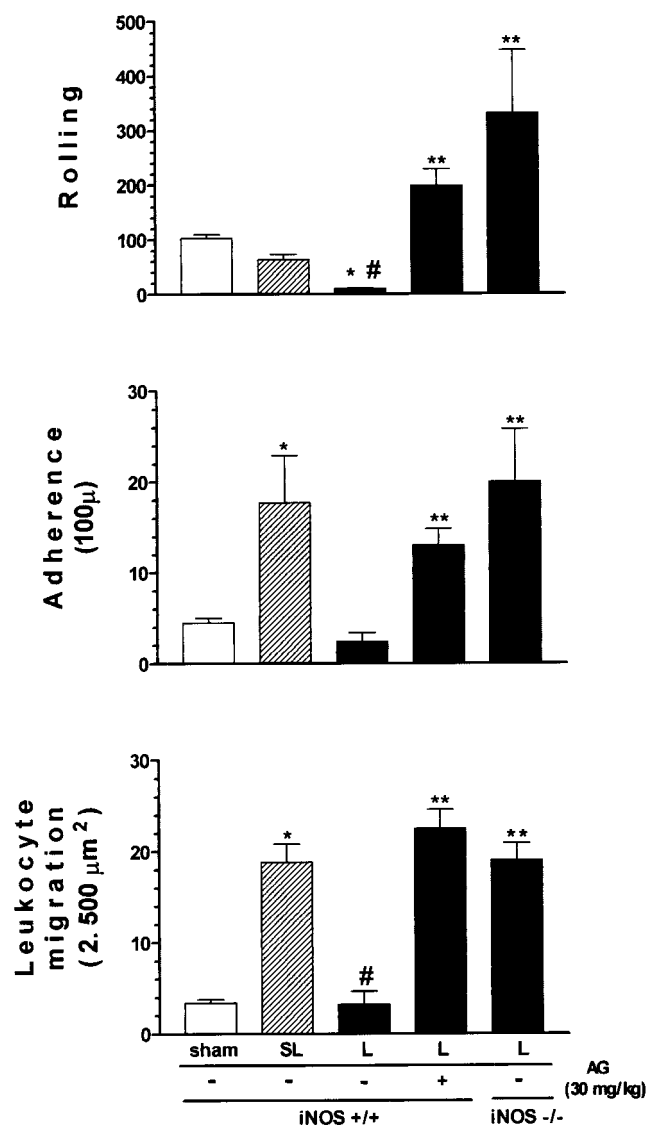 500
400
300
200
100
0
Rolling
** 
**
* #
30
20
10
0
Adherence
(100µ)
*
**
**
30
20
10
0
Leukocyte
migration
(2. 500 µm2)
*
#
**
**
sham SL L L L
- - - + - AG
(30 mg/kg)
iNOS +/+ iNOS -/-